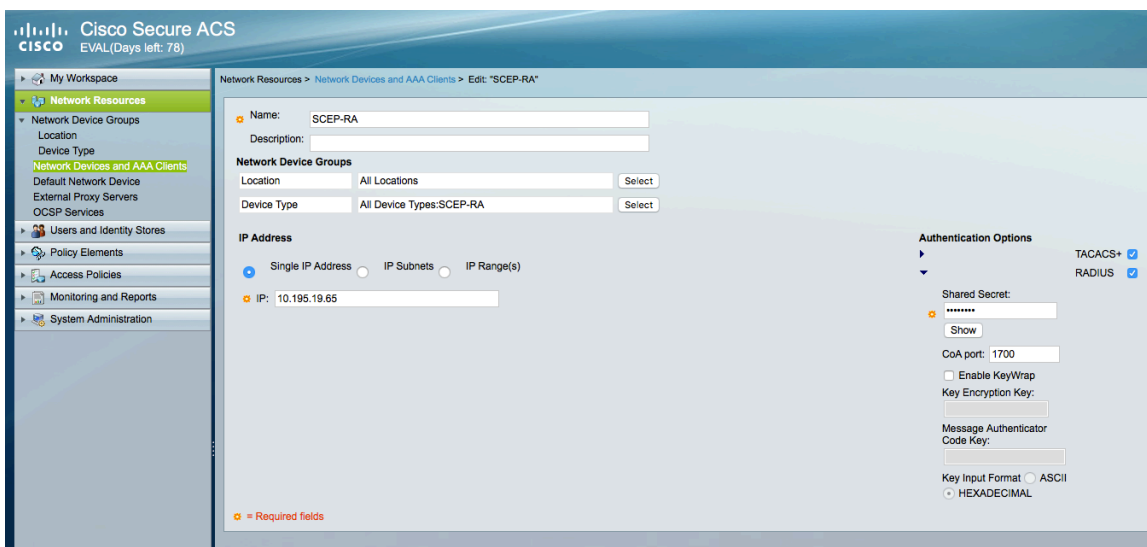 Cisco Secure ACS
CISCO EVAL(Days left: 78)
My Workspace
Network Resources
Network Device Groups
Location
Device Type
Network Devices and AAA Clients
Default Network Device
External Proxy Servers
OCSP Services
Users and Identity Stores
Policy Elements
Access Policies
Monitoring and Reports
System Administration
Network Resources > Network Devices and AAA Clients > Edit: "SCEP-RA"
Name: SCEP-RA
Description:
Network Device Groups
Location All Locations Select
Device Type All Device Types:SCEP-RA Select
IP Address
Single IP Address IP Subnets IP Range(s)
IP: 10.195.19.65
Authentication Options
TACACS+
RADIUS
Shared Secret:
••••••••
Show
CoA port: 1700
Enable KeyWrap
Key Encryption Key:
Message Authenticator
Code Key:
Key Input Format ASCII
HEXADECIMAL
= Required fields